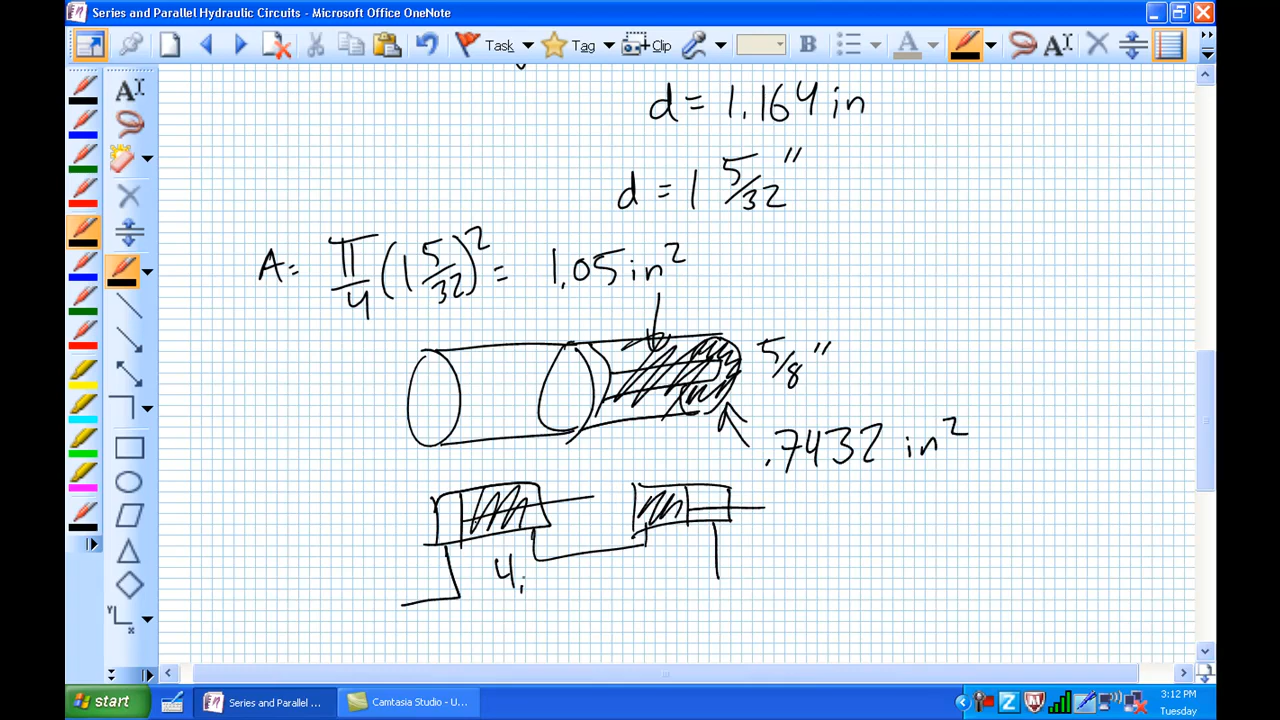 Series and Parallel Hydraulic Circuits - Microsoft Office OneNote
Task Tag Clip B A A
A
d = 1.164 in
d = 1 5/32"
A= π/4 (1 5/32)² = 1.05 in²
5/8"
.7432 in²
4.
start Series and Parallel ... Camtasia Studio - U... Z 3:12 PM
Tuesday